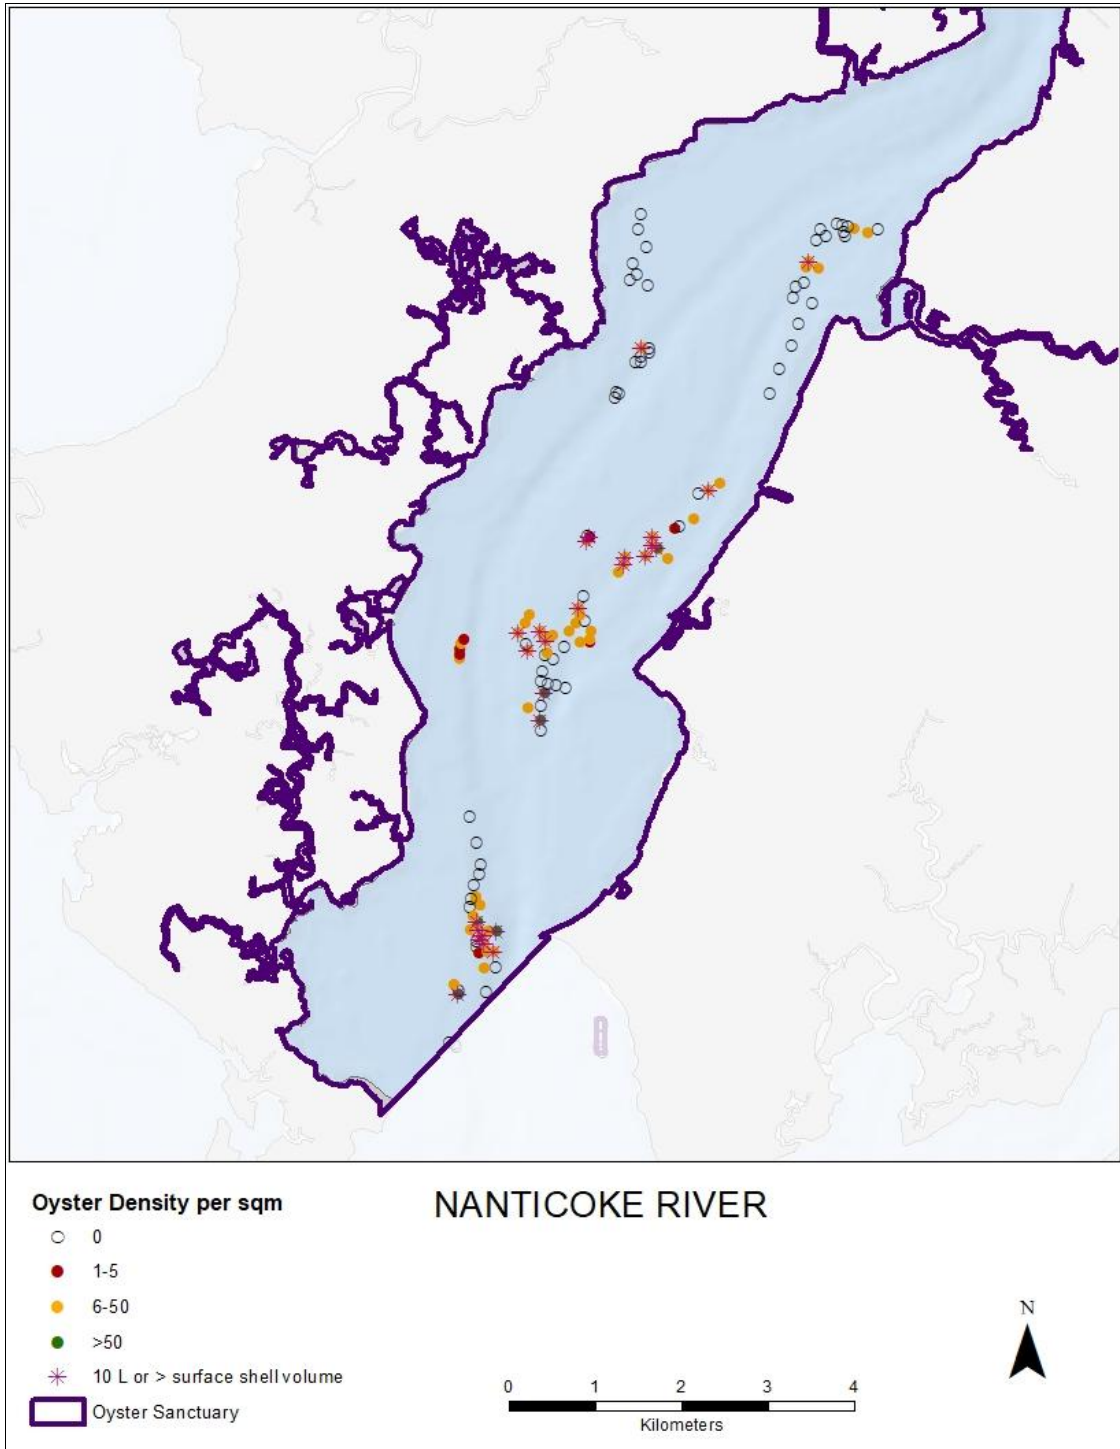 Oyster Density per sqm
0
1-5
6-50
>50
10 L or > surface shell volume
Oyster Sanctuary
NANTICOKE RIVER
N
0 1 2 3 4
Kilometers